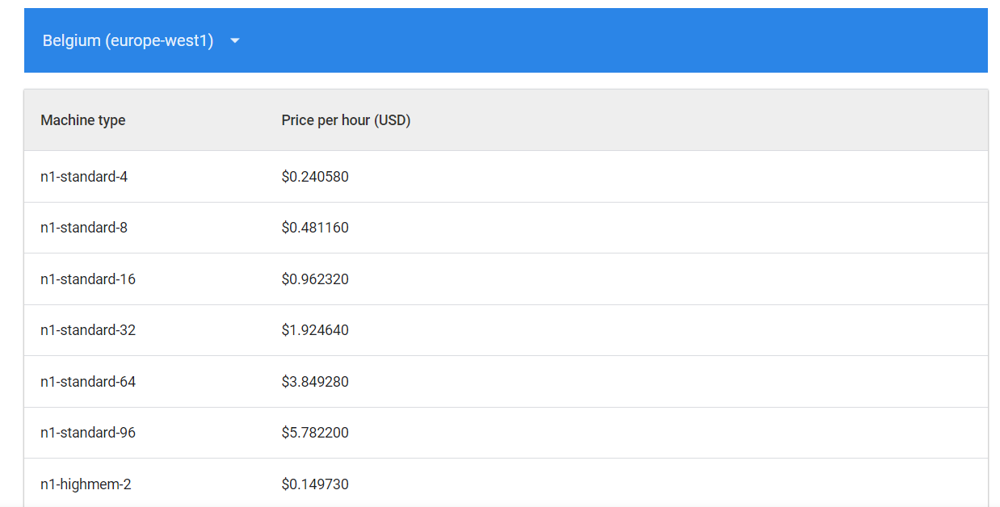 Belgium (europe-west1)
Machine type Price per hour (USD)
n1-standard-4 $0.240580
n1-standard-8 $0.481160
n1-standard-16 $0.962320
n1-standard-32 $1.924640
n1-standard-64 $3.849280
n1-standard-96 $5.782200
n1-highmem-2 $0.149730